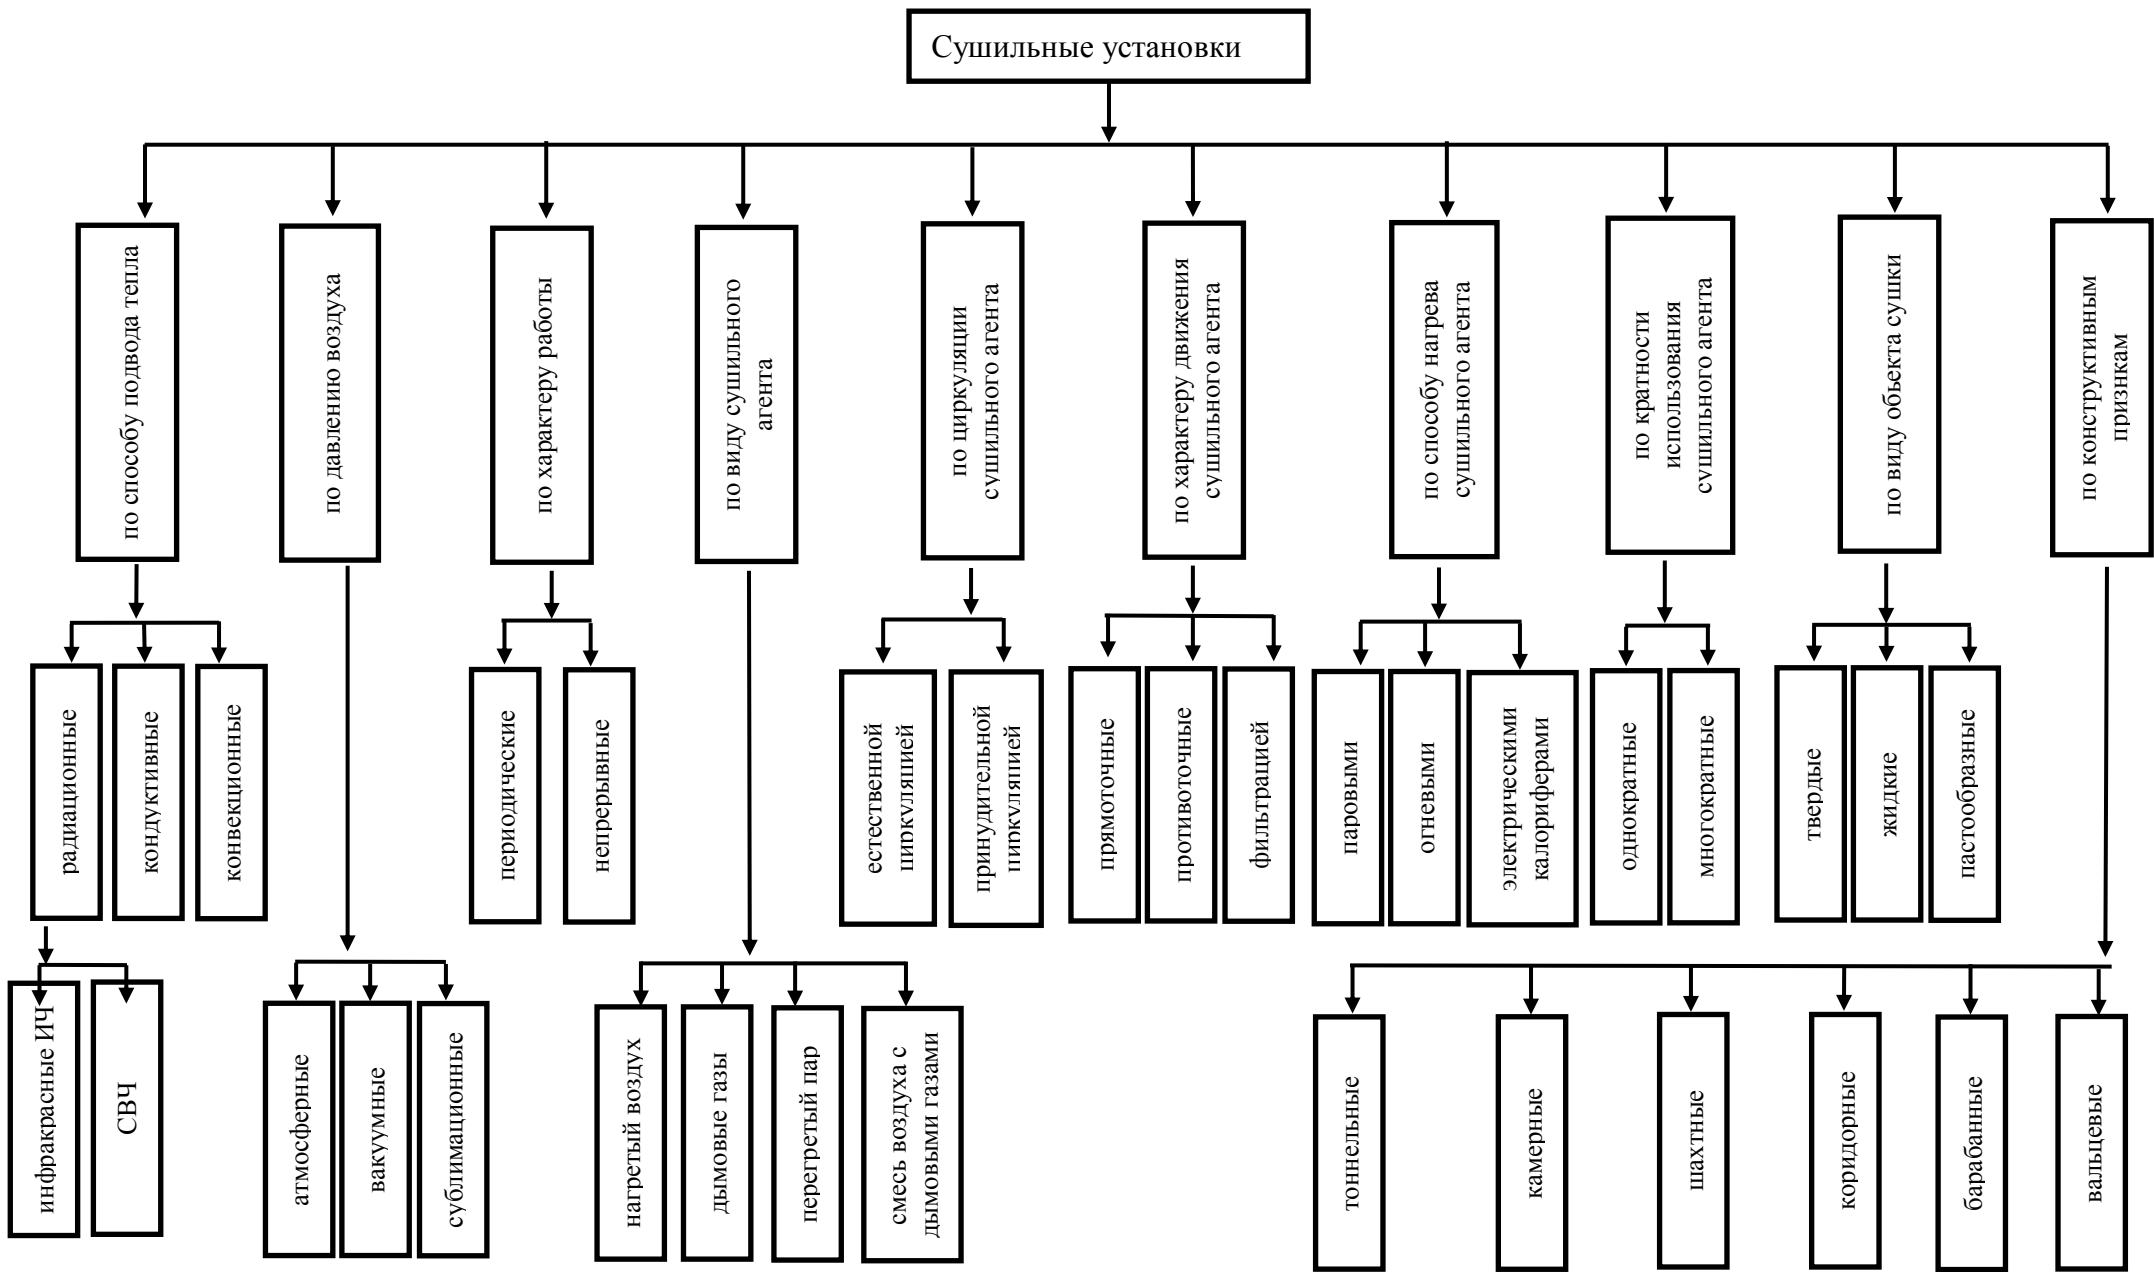 Сушильные установки
по способу подвода тепла
по давлению воздуха
по характеру работы
по виду сушильного
агента
по циркуляции
сушильного агента
по характеру движения
сушильного агента
по способу нагрева
сушильного агента
по кратности
использования
сушильного агента
по виду обьекта сушки
по конструктивным
признкам
радиационные
кондуктивные
конвекционные
периодические
непрерывные
естественной
циркуляцией
принудительной
циркуляцией
прямоточные
противоточные
фильтрацией
паровыми
огневыми
электрическими
калориферами
однократные
многократные
твердые
жидкие
пастообразные
инфракрасные ИЧ
СВЧ
атмосферные
вакуумные
сублимационные
нагретый воздух
дымовые газы
перегретый пар
смесь воздуха с
дымовыми газами
тоннельные
камерные
шахтные
коридорные
барабанные
вальцевые